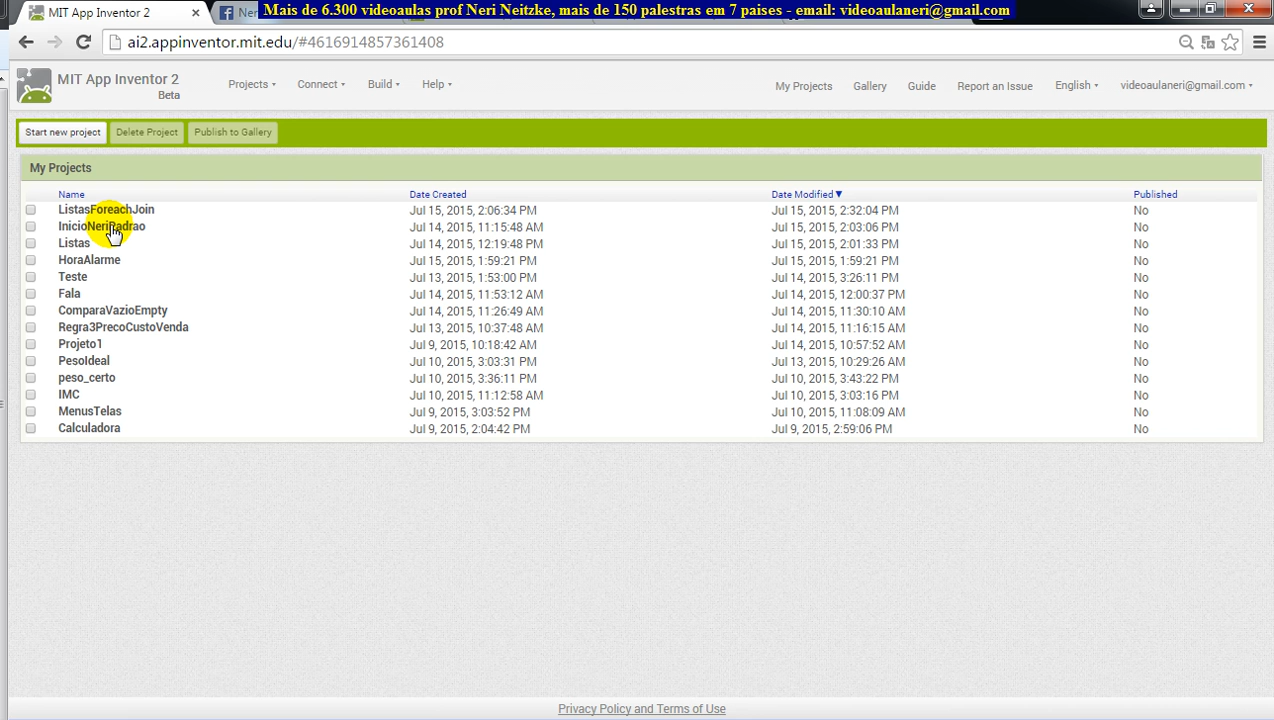 MIT App Inventor 2
Mais de 6.300 videoaulas prof Neri Neitzke, mais de 150 palestras em 7 paises - email: videoaulaneri@gmail.com
ai2.appinventor.mit.edu/#4616914857361408
MIT App Inventor 2
Beta
Projects Connect Build Help My Projects Gallery Guide Report an Issue English videoaulaneri@gmail.com
Start new project Delete Project Publish to Gallery
My Projects
Name Date Created Date Modified Published
ListasForeachJoin Jul 15, 2015, 2:06:34 PM Jul 15, 2015, 2:32:04 PM No
InicioNeriPadrao Jul 14, 2015, 11:15:48 AM Jul 15, 2015, 2:03:06 PM No
Listas Jul 14, 2015, 12:19:48 PM Jul 15, 2015, 2:01:33 PM No
HoraAlarme Jul 15, 2015, 1:59:21 PM Jul 15, 2015, 1:59:21 PM No
Teste Jul 13, 2015, 1:53:00 PM Jul 14, 2015, 3:26:11 PM No
Fala Jul 14, 2015, 11:53:12 AM Jul 14, 2015, 12:00:37 PM No
ComparaVazioEmpty Jul 14, 2015, 11:26:49 AM Jul 14, 2015, 11:30:10 AM No
Regra3PrecoCustoVenda Jul 13, 2015, 10:37:48 AM Jul 14, 2015, 11:16:15 AM No
Projeto1 Jul 9, 2015, 10:18:42 AM Jul 14, 2015, 10:57:52 AM No
PesoIdeal Jul 10, 2015, 3:03:31 PM Jul 13, 2015, 10:29:26 AM No
peso_certo Jul 10, 2015, 3:36:11 PM Jul 10, 2015, 3:43:22 PM No
IMC Jul 10, 2015, 11:12:58 AM Jul 10, 2015, 3:03:16 PM No
MenusTelas Jul 9, 2015, 3:03:52 PM Jul 10, 2015, 11:08:09 AM No
Calculadora Jul 9, 2015, 2:04:42 PM Jul 9, 2015, 2:59:06 PM No
Privacy Policy and Terms of Use